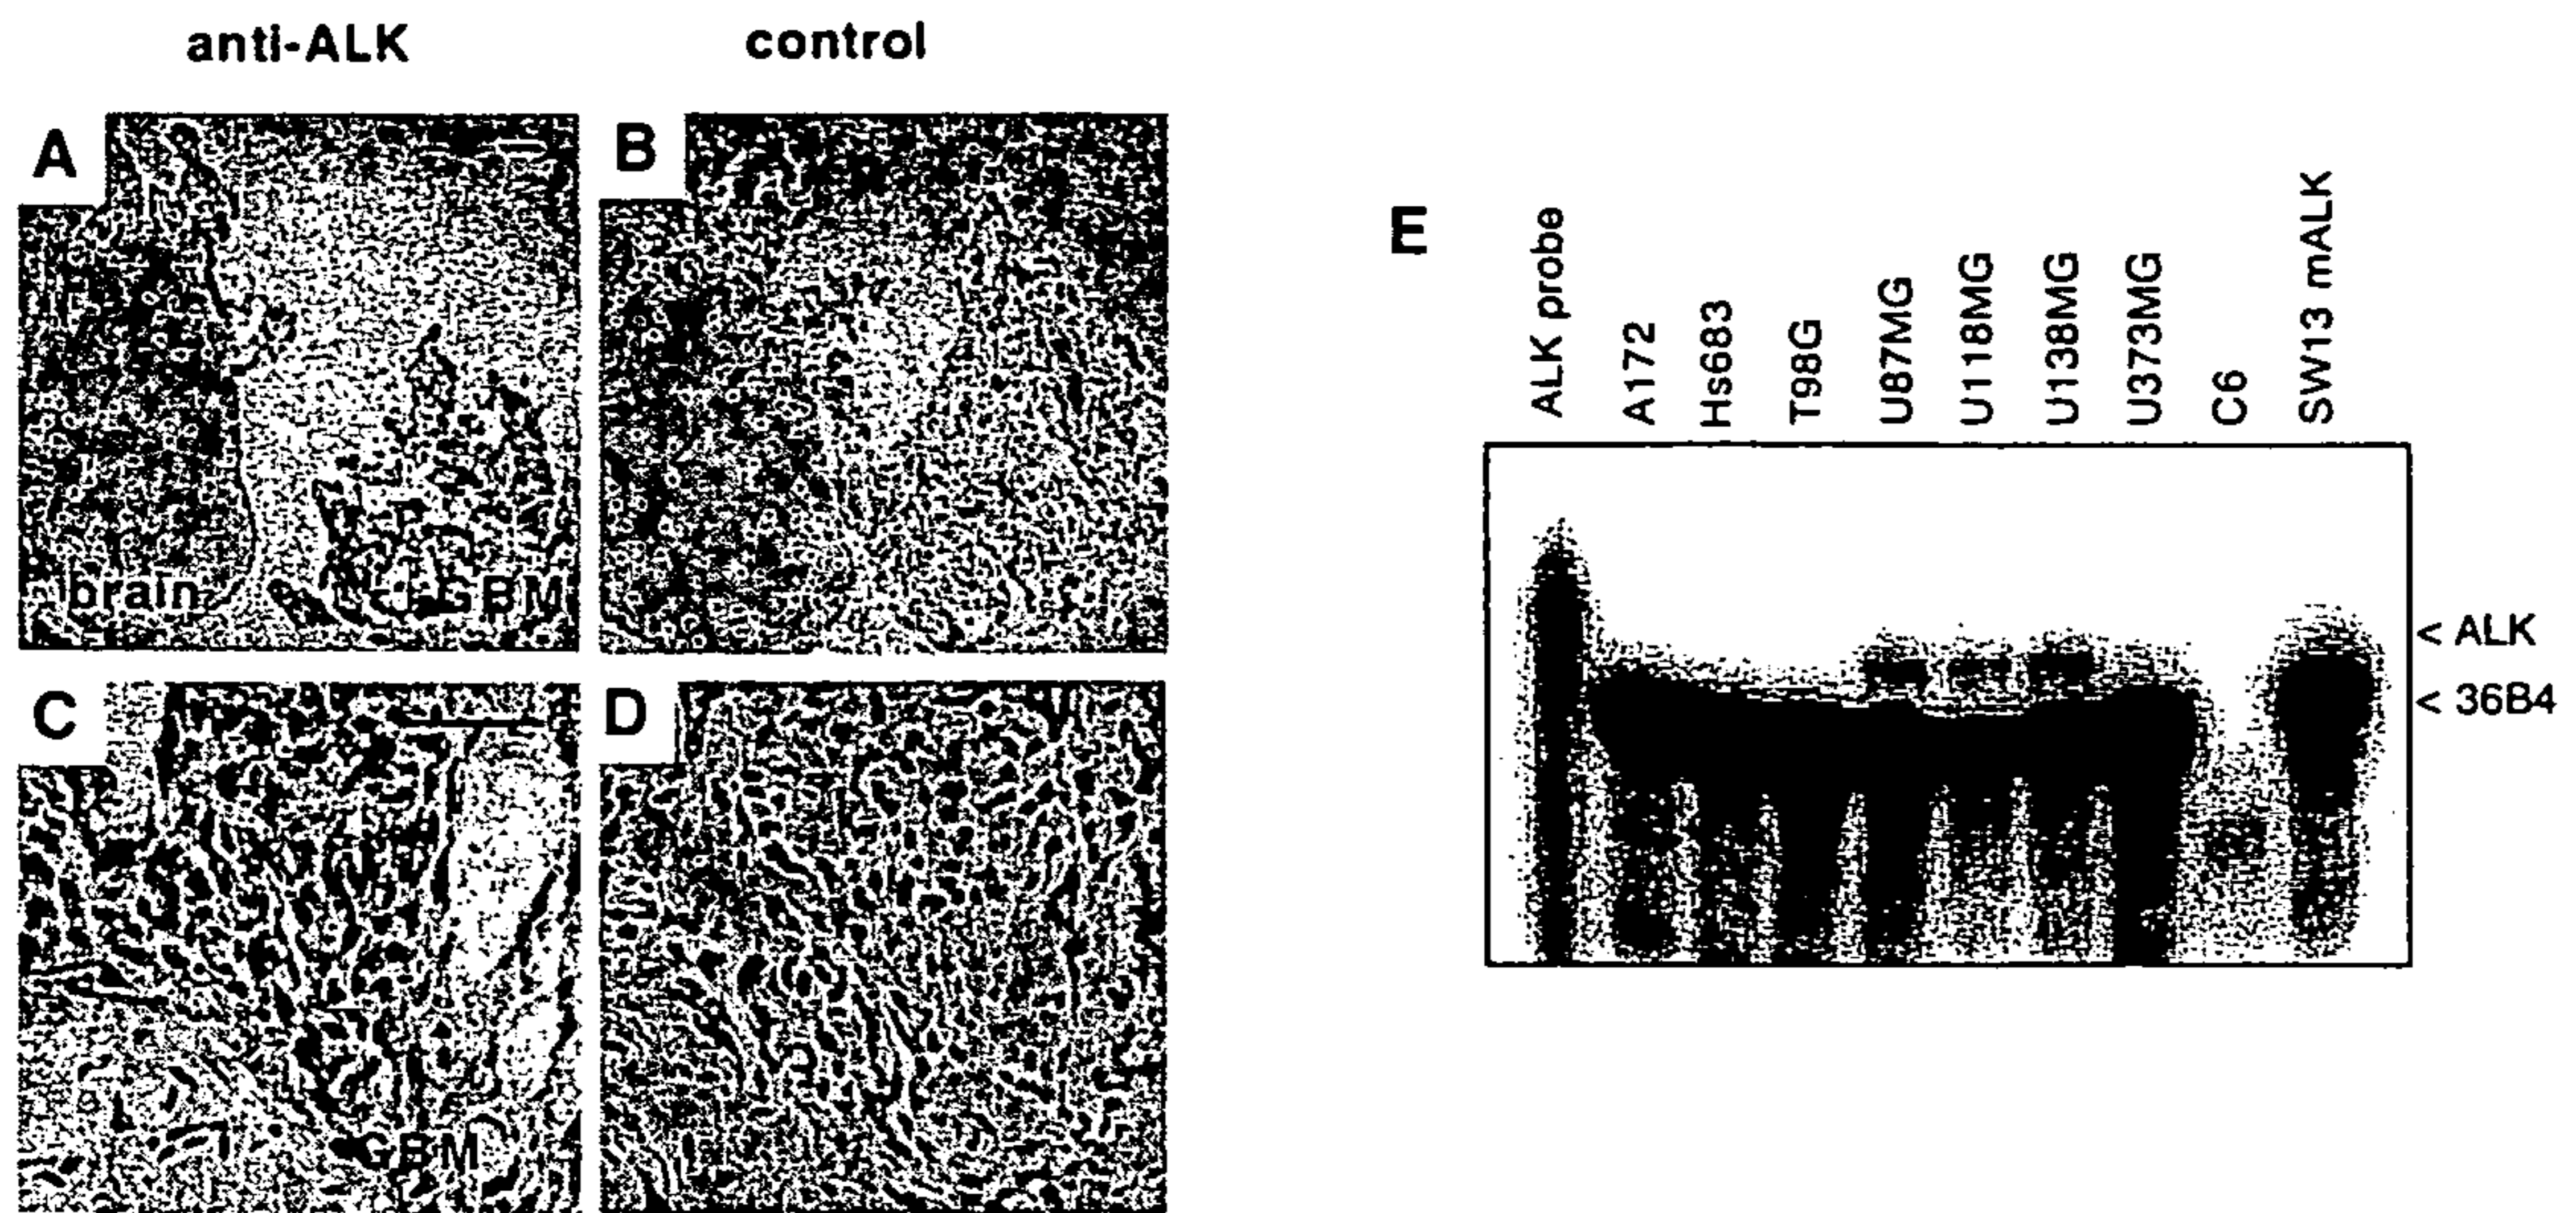 anti-ALK
control
A
B
brain
GBM
C
D
GBM
E
ALK probe
A172
Hs683
T98G
U87MG
U118MG
U138MG
U373MG
C6
SW13 mALK
< ALK
< 36B4